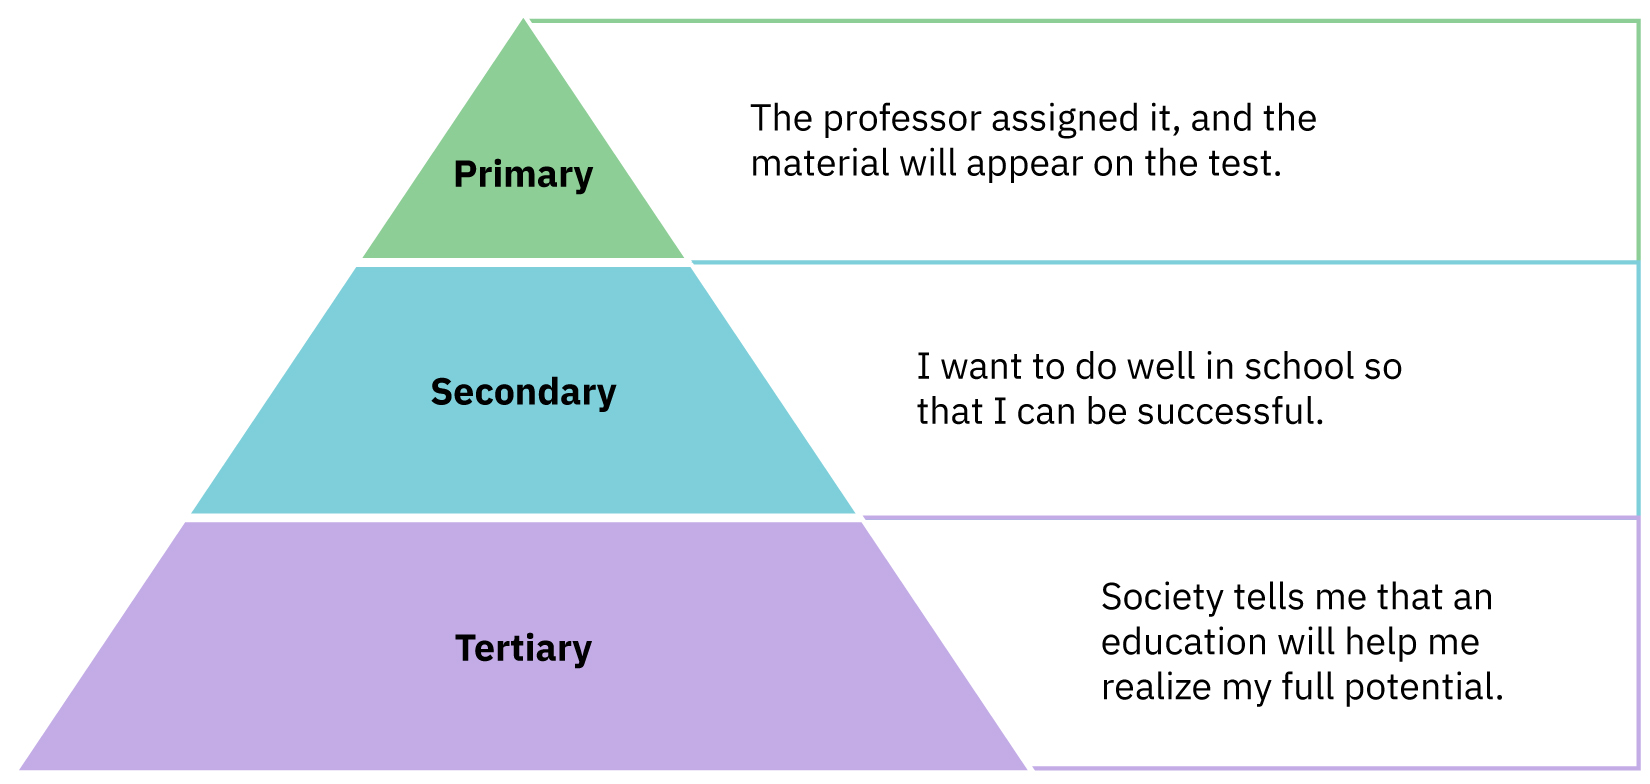 Primary
The professor assigned it, and the
material will appear on the test.
Secondary
I want to do well in school so
that I can be successful.
Tertiary
Society tells me that an
education will help me
realize my full potential.